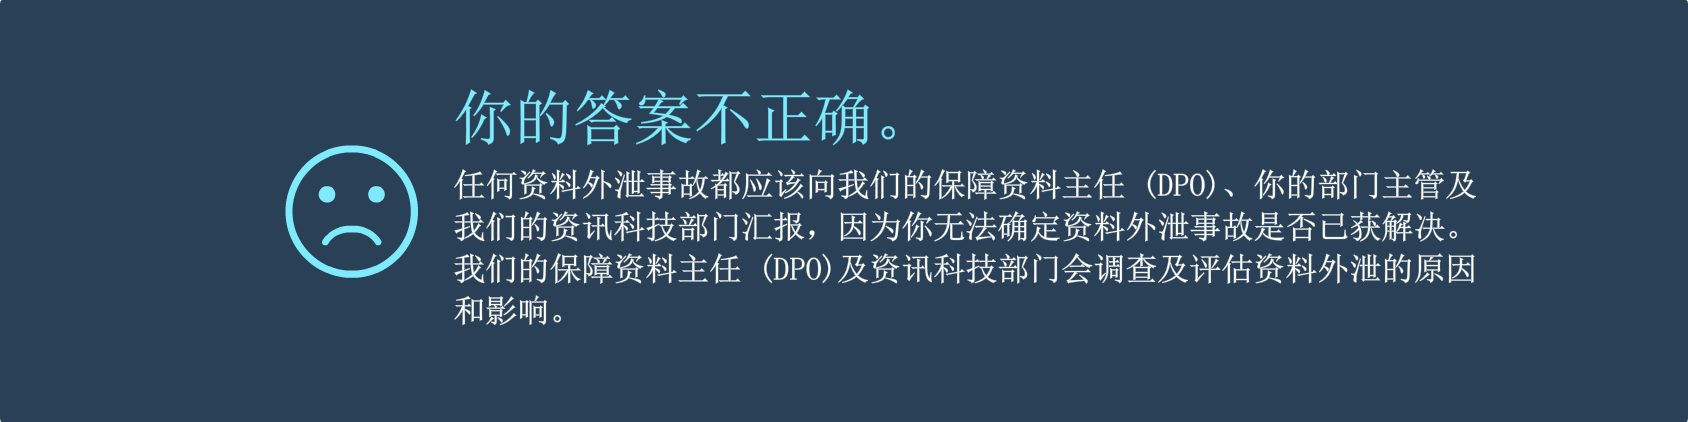 你的答案不正确。
任何资料外泄事故都应该向我们的保障资料主任 (DPO)、你的部门主管及
我们的资讯科技部门汇报，因为你无法确定资料外泄事故是否已获解决。
我们的保障资料主任 (DPO)及资讯科技部门会调查及评估资料外泄的原因
和影响。